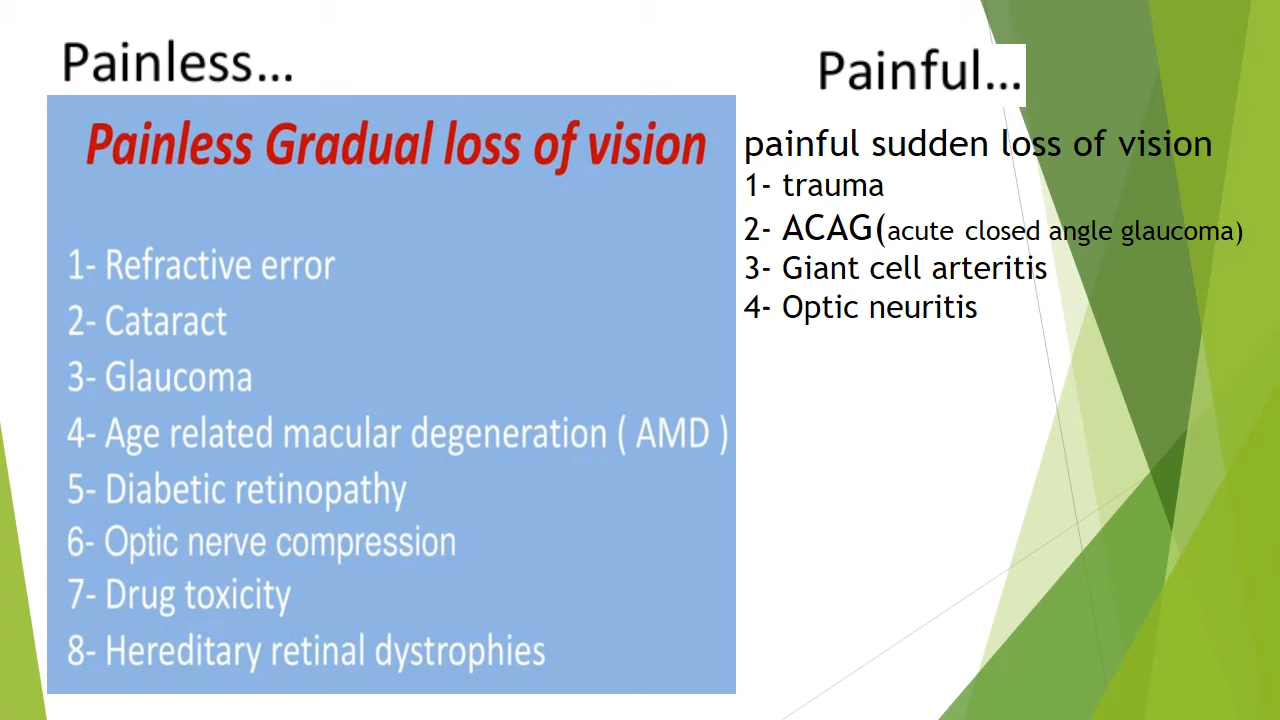 Painless...
Painless Gradual loss of vision
1- Refractive error
2- Cataract
3- Glaucoma
4- Age related macular degeneration ( AMD )
5- Diabetic retinopathy
6- Optic nerve compression
7- Drug toxicity
8- Hereditary retinal dystrophies
Painful...
painful sudden loss of vision
1- trauma
2- ACAG(acute closed angle glaucoma)
3- Giant cell arteritis
4- Optic neuritis